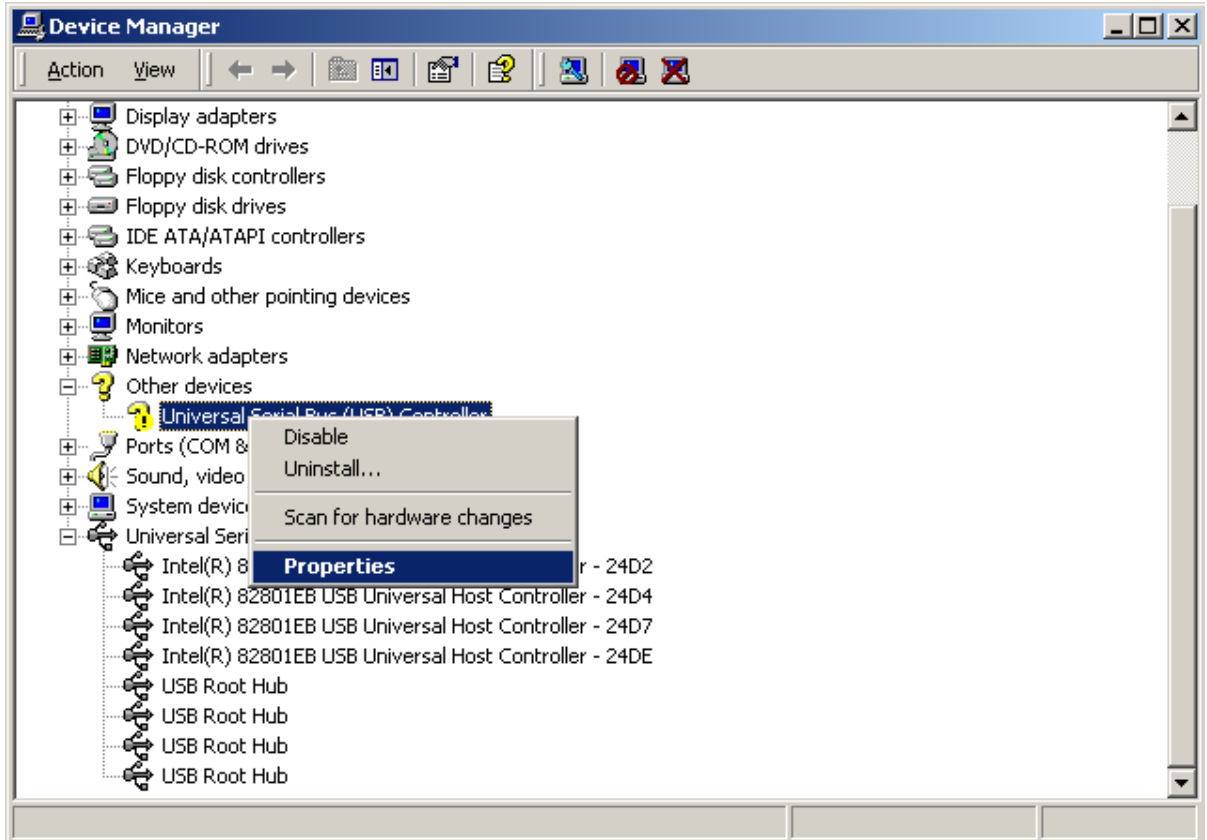 Device Manager
Action View
Display adapters
DVD/CD-ROM drives
Floppy disk controllers
Floppy disk drives
IDE ATA/ATAPI controllers
Keyboards
Mice and other pointing devices
Monitors
Network adapters
Other devices
Universal Serial Bus (USB) Controller
Disable
Ports (COM &
Uninstall...
Sound, video
System devic
Scan for hardware changes
Universal Seri
Properties
Intel(R) 8 r - 24D2
Intel(R) 82801EB USB Universal Host Controller - 24D4
Intel(R) 82801EB USB Universal Host Controller - 24D7
Intel(R) 82801EB USB Universal Host Controller - 24DE
USB Root Hub
USB Root Hub
USB Root Hub
USB Root Hub